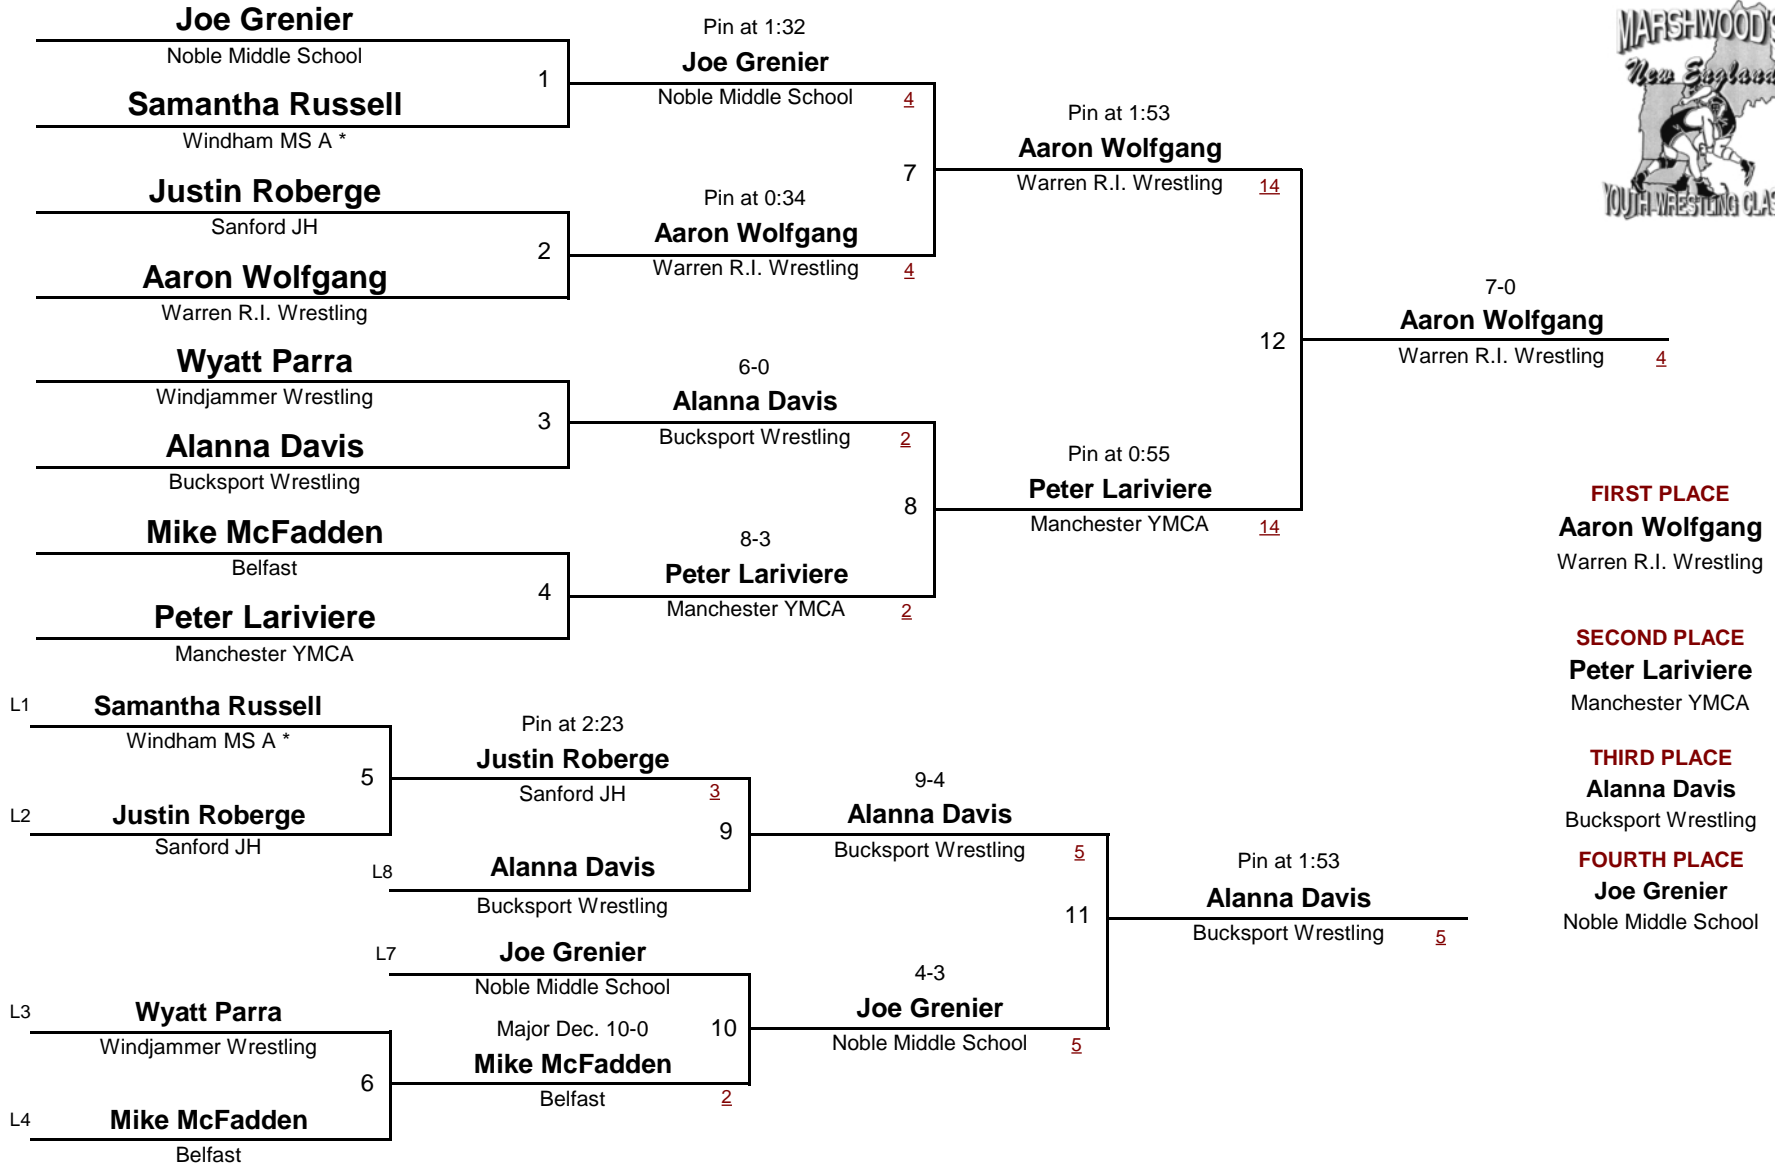 Joe Grenier
Noble Middle School
1
Samantha Russell
Windham MS A *
Justin Roberge
Sanford JH
2
Aaron Wolfgang
Warren R.I. Wrestling
Wyatt Parra
Windjammer Wrestling
3
Alanna Davis
Bucksport Wrestling
Mike McFadden
Belfast
4
Peter Lariviere
Manchester YMCA
Pin at 1:32
Joe Grenier
Noble Middle School 4
7
Pin at 0:34
Aaron Wolfgang
Warren R.I. Wrestling 4
6-0
Alanna Davis
Bucksport Wrestling 2
8
8-3
Peter Lariviere
Manchester YMCA 2
Pin at 1:53
Aaron Wolfgang
Warren R.I. Wrestling 14
12
Pin at 0:55
Peter Lariviere
Manchester YMCA 14
7-0
Aaron Wolfgang
Warren R.I. Wrestling 4
MARSHWOOD'S
New England
YOUTH WRESTLING CLAS
FIRST PLACE
Aaron Wolfgang
Warren R.I. Wrestling
SECOND PLACE
Peter Lariviere
Manchester YMCA
THIRD PLACE
Alanna Davis
Bucksport Wrestling
FOURTH PLACE
Joe Grenier
Noble Middle School
L1 Samantha Russell
Windham MS A *
5
L2 Justin Roberge
Sanford JH
L3 Wyatt Parra
Windjammer Wrestling
6
L4 Mike McFadden
Belfast
Pin at 2:23
Justin Roberge
Sanford JH 3
9
L8 Alanna Davis
Bucksport Wrestling
L7 Joe Grenier
Noble Middle School
Major Dec. 10-0 10
Mike McFadden
Belfast 2
9-4
Alanna Davis
Bucksport Wrestling 5
11
4-3
Joe Grenier
Noble Middle School 5
Pin at 1:53
Alanna Davis
Bucksport Wrestling 5